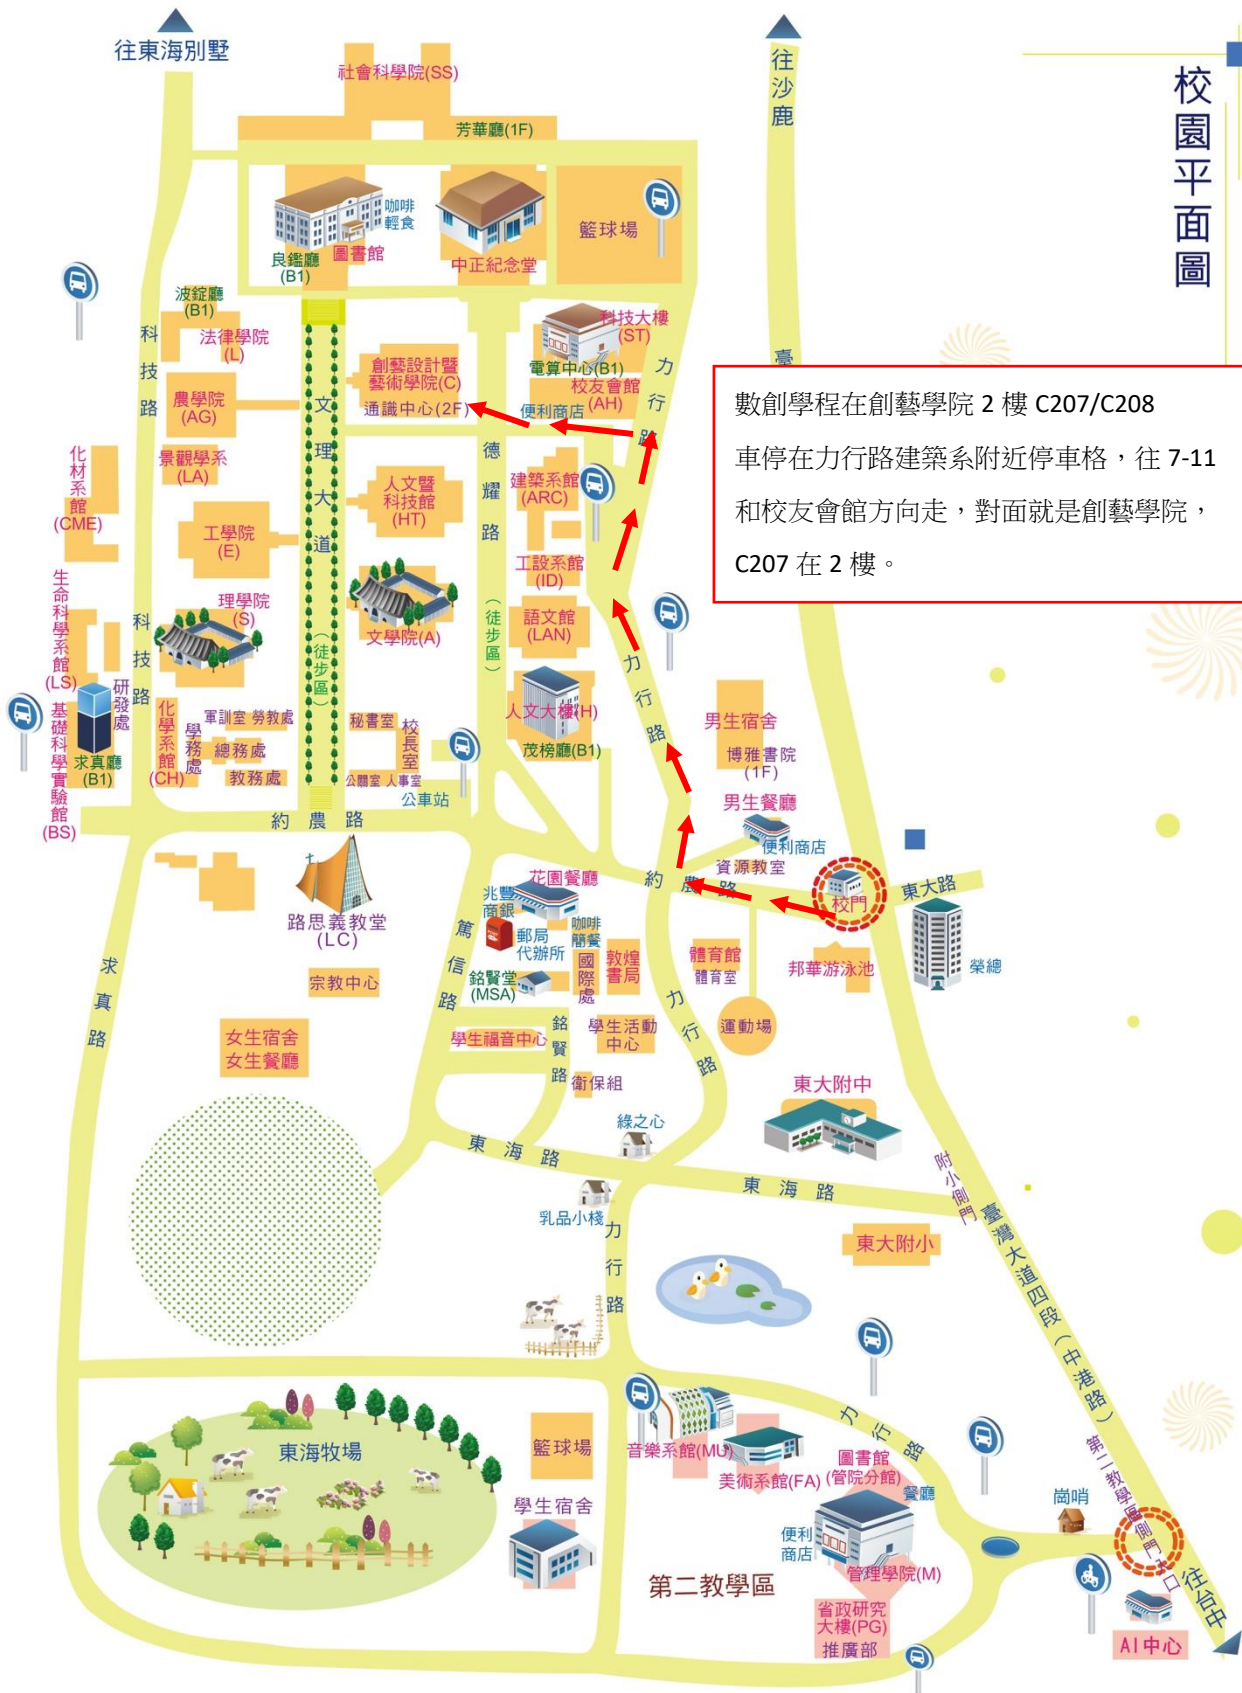 往東海別墅
往沙鹿
校園平面圖
社會科學院(SS)
芳華廳(1F)
咖啡
輕食
圖書館
良鑑廳
(B1)
中正紀念堂
籃球場
波錠廳
(B1)
法律學院
(L)
科技路
農學院
(AG)
創藝設計暨
藝術學院(C)
通識中心(2F)
科技大樓
(ST)
電算中心(B1)
校友會館
(AH)
便利商店
力行路
臺
數創學程在創藝學院 2 樓 C207/C208
車停在力行路建築系附近停車格，往 7-11
和校友會館方向走，對面就是創藝學院，
C207 在 2 樓。
文理大道
(徒步區)
德耀路
(徒步區)
化材系館
(CME)
景觀學系
(LA)
工學院
(E)
人文暨
科技館
(HT)
建築系館
(ARC)
工設系館
(ID)
生命科學系館
(LS)
理學院
(S)
文學院(A)
語文館
(LAN)
科技路
研發處
力行路
基礎科學實驗館
(BS)
求真廳
(B1)
化學系館
(CH)
學務處
軍訓室 勞教處
總務處
教務處
秘書室
校長室
公關室 人事室
公車站
人文大樓(H)
茂榜廳(B1)
男生宿舍
博雅書院
(1F)
男生餐廳
便利商店
資源教室
約農路
約農路
校門
東大路
榮總
邦華游泳池
路思義教堂
(LC)
宗教中心
篤信路
花園餐廳
兆豐
商銀
郵局
代辦所
咖啡
簡餐
國際處
敦煌
書局
銘賢堂
(MSA)
體育館
體育室
運動場
求真路
力行路
女生宿舍
女生餐廳
學生福音中心
銘賢路
學生活動
中心
衛保組
東大附中
綠之心
東海路
東海路
附小側門
乳品小棧
力行路
東大附小
臺灣大道四段(中港路)
東海牧場
籃球場
學生宿舍
音樂系館(MU)
美術系館(FA)
圖書館
(管院分館)
餐廳
力行路
便利
商店
管理學院(M)
第二教學區
省政研究
大樓(PG)
推廣部
崗哨
第二教學區側門
口
往台中
AI中心